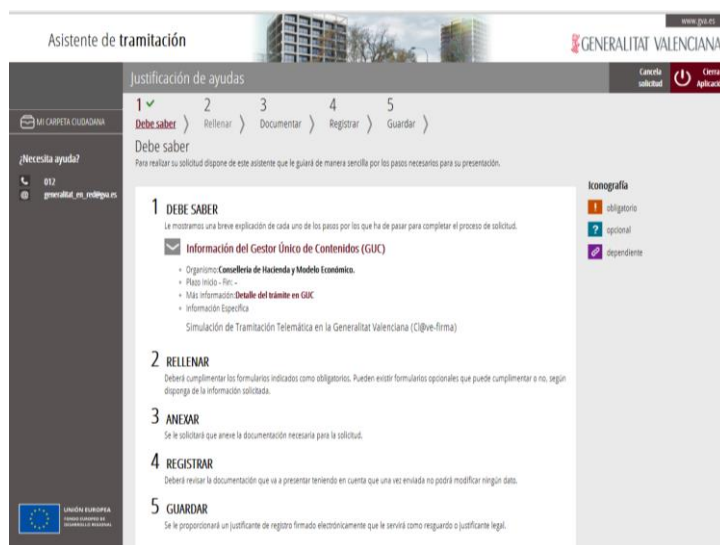 www.gva.es
Asistente de tramitación
GENERALITAT VALENCIANA
Justificación de ayudas
Cancela
solicitud
Cierra
Aplicació
MI CARPETA CIUDADANA
¿Necesita ayuda?
012
generalitat_en_red@gva.es
1 2 3 4 5
Debe saber Rellenar Documentar Registrar Guardar
Debe saber
Para realizar su solicitud dispone de este asistente que le guiará de manera sencilla por los pasos necesarios para su presentación.
Iconografía
! obligatorio
? opcional
dependiente
1 DEBE SABER
Le mostramos una breve explicación de cada uno de los pasos por los que ha de pasar para completar el proceso de solicitud.
Información del Gestor Único de Contenidos (GUC)
Organismo:Conselleria de Hacienda y Modelo Económico.
Plazo Inicio - Fin: -
Más información:Detalle del trámite en GUC
Información Específica
Simulación de Tramitación Telemática en la Generalitat Valenciana (Cl@ve-firma)
2 RELLENAR
Deberá cumplimentar los formularios indicados como obligatorios. Pueden existir formularios opcionales que puede cumplimentar o no, según
disponga de la información solicitada.
3 ANEXAR
Se le solicitará que anexe la documentación necesaria para la solicitud.
4 REGISTRAR
Deberá revisar la documentación que va a presentar teniendo en cuenta que una vez enviada no podrá modificar ningún dato.
5 GUARDAR
Se le proporcionará un justificante de registro firmado electrónicamente que le servirá como resguardo o justificante legal.
UNIÓN EUROPEA
FONDO EUROPEO DE
DESARROLLO REGIONAL